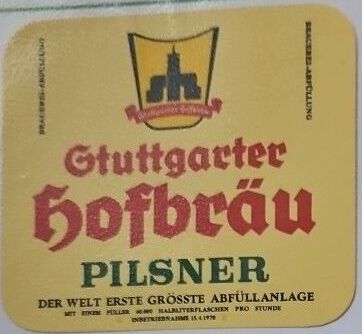 BRAUEREI-ABFÜLLUNG
Stuttgarter Hofbräu
Stuttgarter
Hofbräu
PILSNER
DER WELT ERSTE GRÖSSTE ABFÜLLANLAGE
MIT EINEM FÜLLER 60.000 HALBLITERFLASCHEN PRO STUNDE
INBETRIEBNAHME 15.4.1970